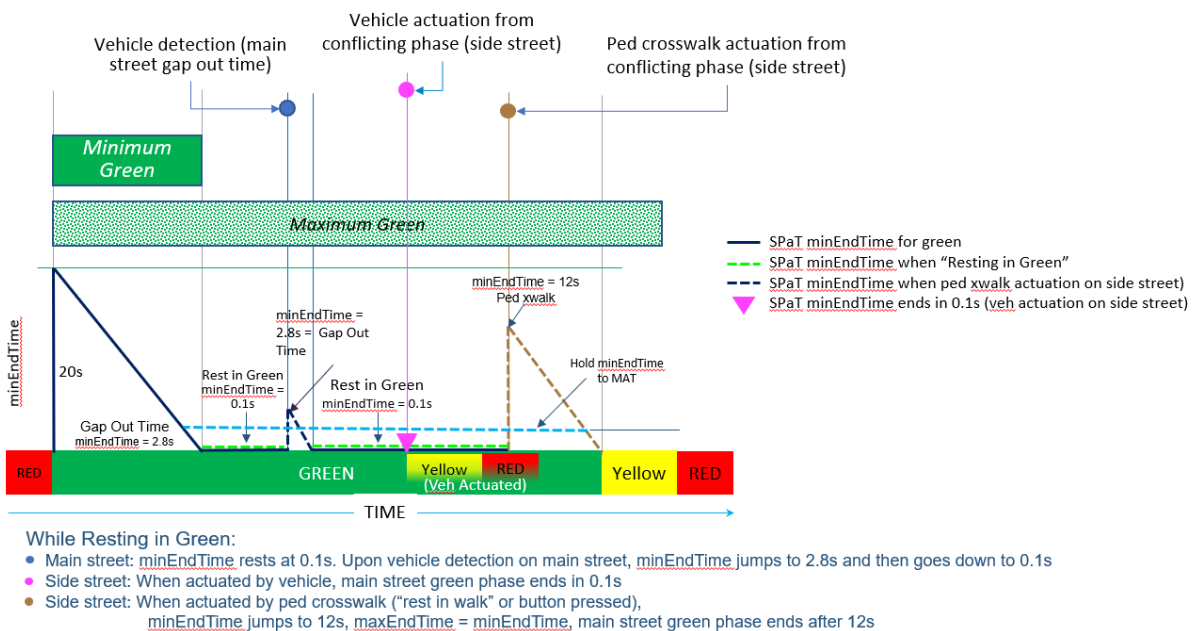 Vehicle actuation from
conflicting phase (side street)
Vehicle detection (main
street gap out time)
Ped crosswalk actuation from
conflicting phase (side street)
Minimum
Green
Maximum Green
SPaT minEndTime for green
SPaT minEndTime when “Resting in Green”
SPaT minEndTime when ped xwalk actuation on side street)
SPaT minEndTime ends in 0.1s (veh actuation on side street)
minEndTime = 12s
Ped xwalk
minEndTime =
2.8s = Gap Out
Time
minEndTime
20s
Hold minEndTime
to MAT
Rest in Green
minEndTime =
0.1s
Rest in Green
minEndTime = 0.1s
Gap Out Time
minEndTime = 2.8s
RED
GREEN
Yellow
RED
(Veh Actuated)
Yellow
RED
TIME
While Resting in Green:
Main street: minEndTime rests at 0.1s. Upon vehicle detection on main street, minEndTime jumps to 2.8s and then goes down to 0.1s
Side street: When actuated by vehicle, main street green phase ends in 0.1s
Side street: When actuated by ped crosswalk (“rest in walk” or button pressed),
minEndTime jumps to 12s, maxEndTime = minEndTime, main street green phase ends after 12s